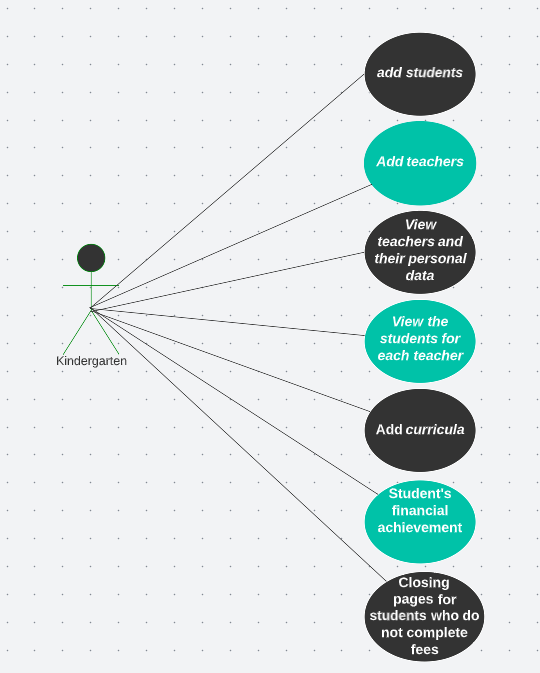 add students
Add teachers
View
teachers and
their personal
data
View the
students for
each teacher
Kindergarten
Add curricula
Student's
financial
achievement
Closing
pages for
students who do
not complete
fees